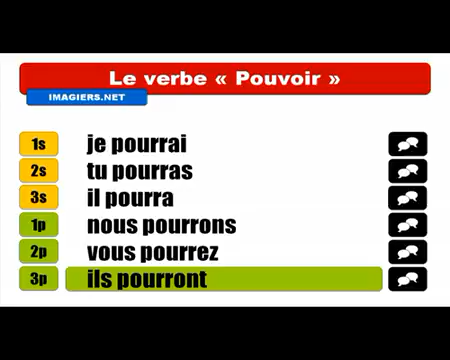 Le verbe « Pouvoir »
IMAGIERS.NET
1s je pourrai
2s tu pourras
3s il pourra
1p nous pourrons
2p vous pourrez
3p ils pourront